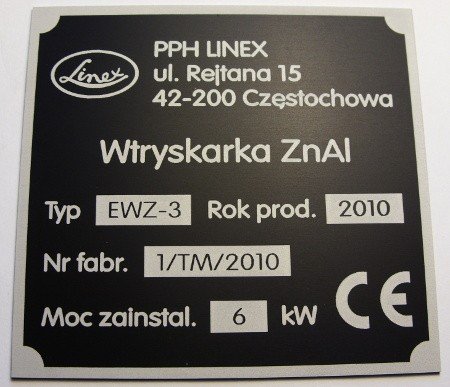 Linex
PPH LINEX
ul. Rejtana 15
42-200 Częstochowa
Wtryskarka ZnAl
Typ EWZ-3 Rok prod. 2010
Nr fabr. 1/TM/2010
Moc zainstal. 6 kW CE